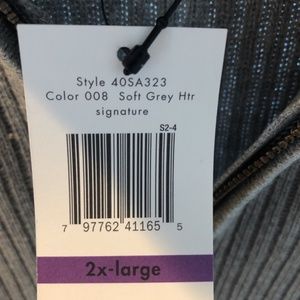 Style 40SA323
Color 008 Soft Grey Htr
signature
S2-4
7 97762 41165 5
2x-large